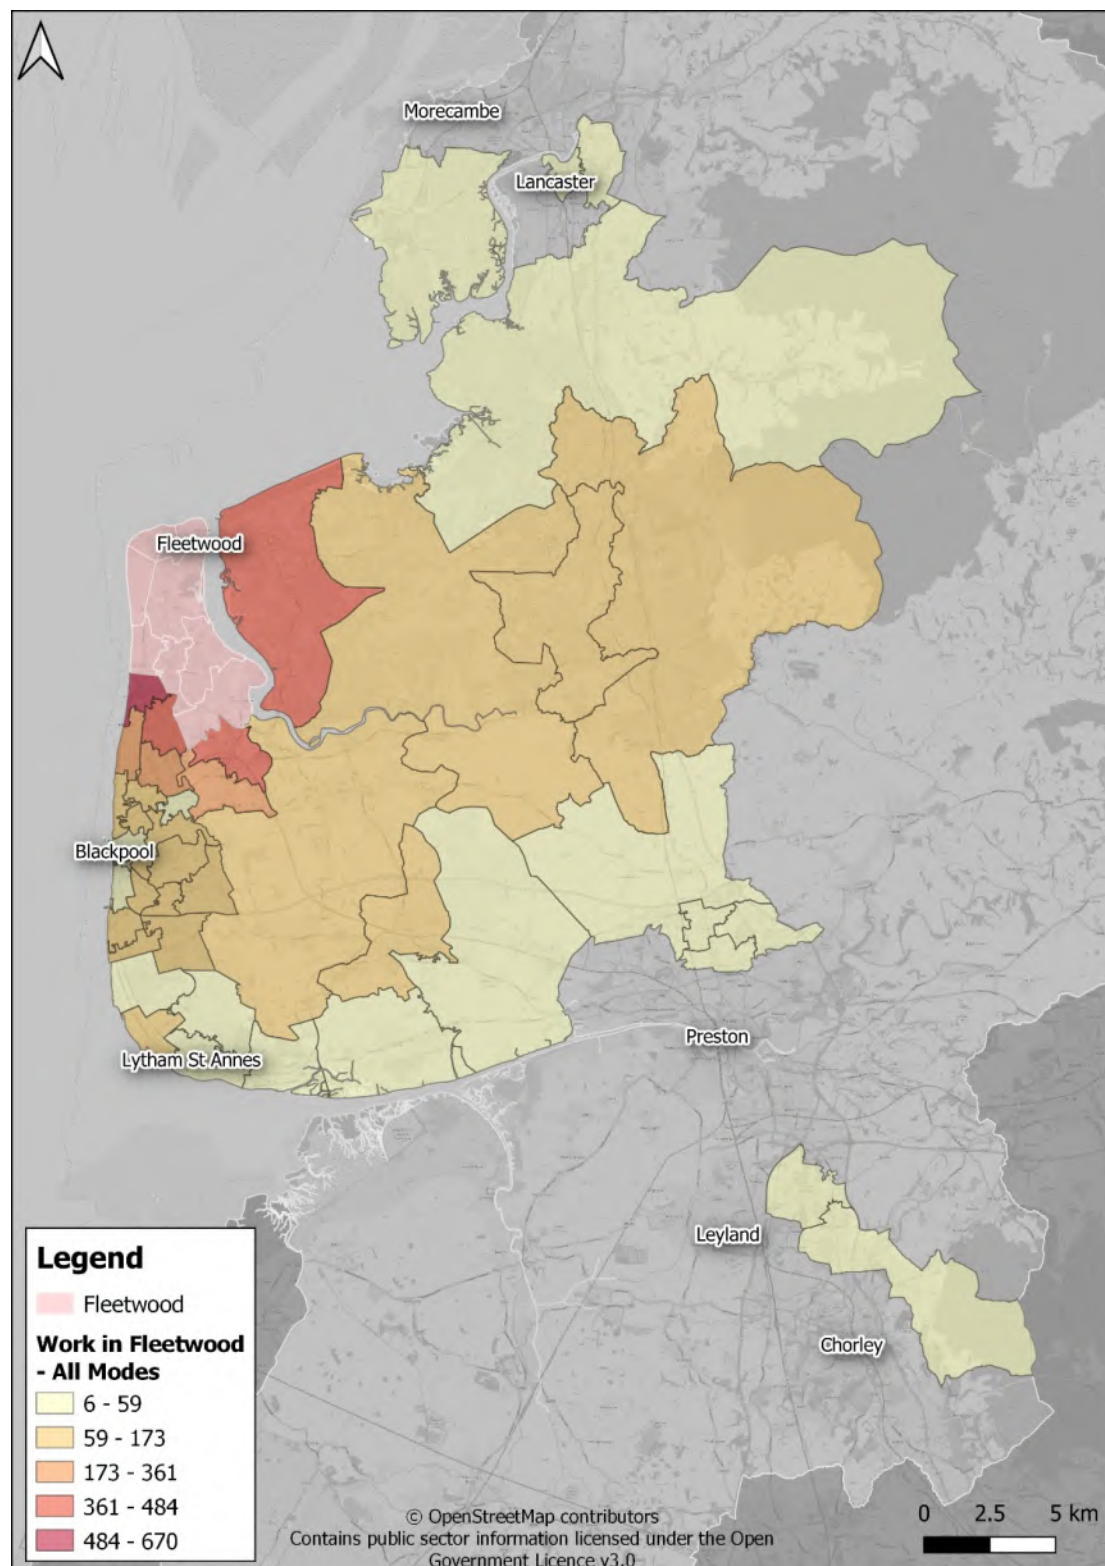 Morecambe
Lancaster
Fleetwood
Blackpool
Lytham St Annes
Preston
Leyland
Chorley
Legend
Fleetwood
Work in Fleetwood
- All Modes
6 - 59
59 - 173
173 - 361
361 - 484
484 - 670
0 2.5 5 km
© OpenStreetMap contributors
Contains public sector information licensed under the Open
Government Licence v3.0